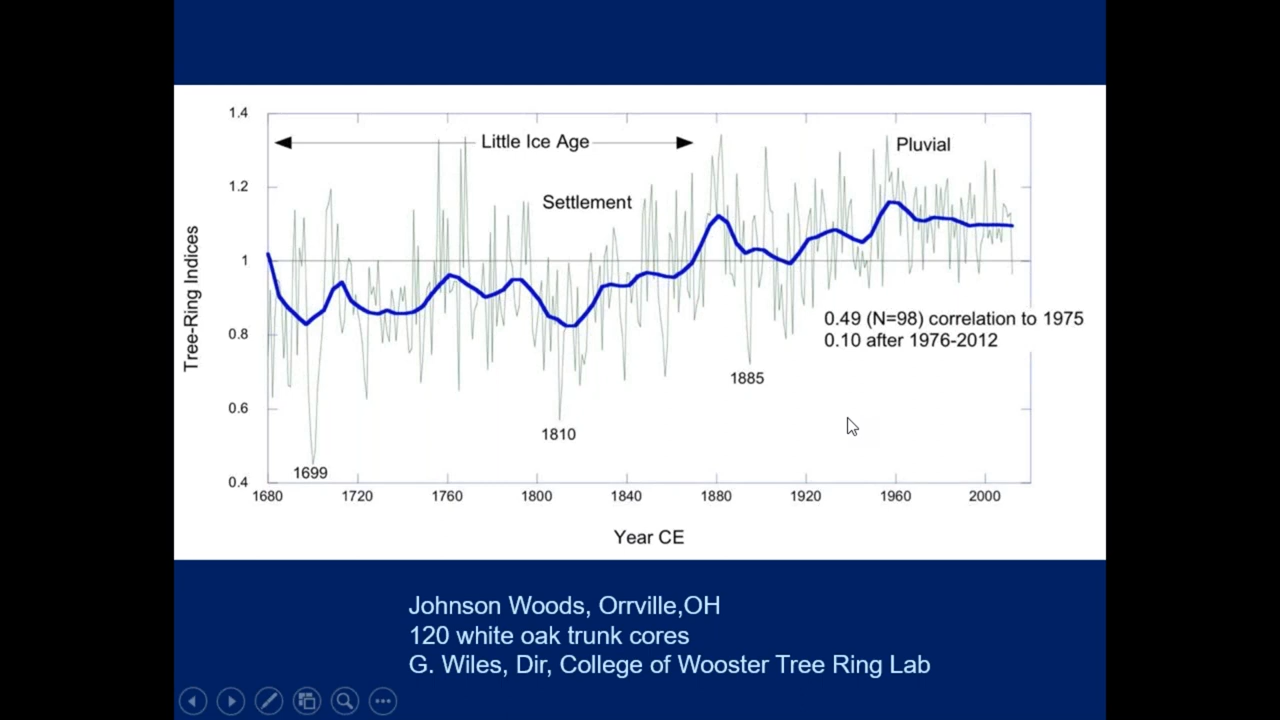 1.4
Little Ice Age
Pluvial
1.2
Settlement
1
Tree-Ring Indices
0.8
0.49 (N=98) correlation to 1975
0.10 after 1976-2012
1885
0.6
1810
1699
0.4
1680 1720 1760 1800 1840 1880 1920 1960 2000
Year CE
Johnson Woods, Orrville,OH
120 white oak trunk cores
G. Wiles, Dir, College of Wooster Tree Ring Lab